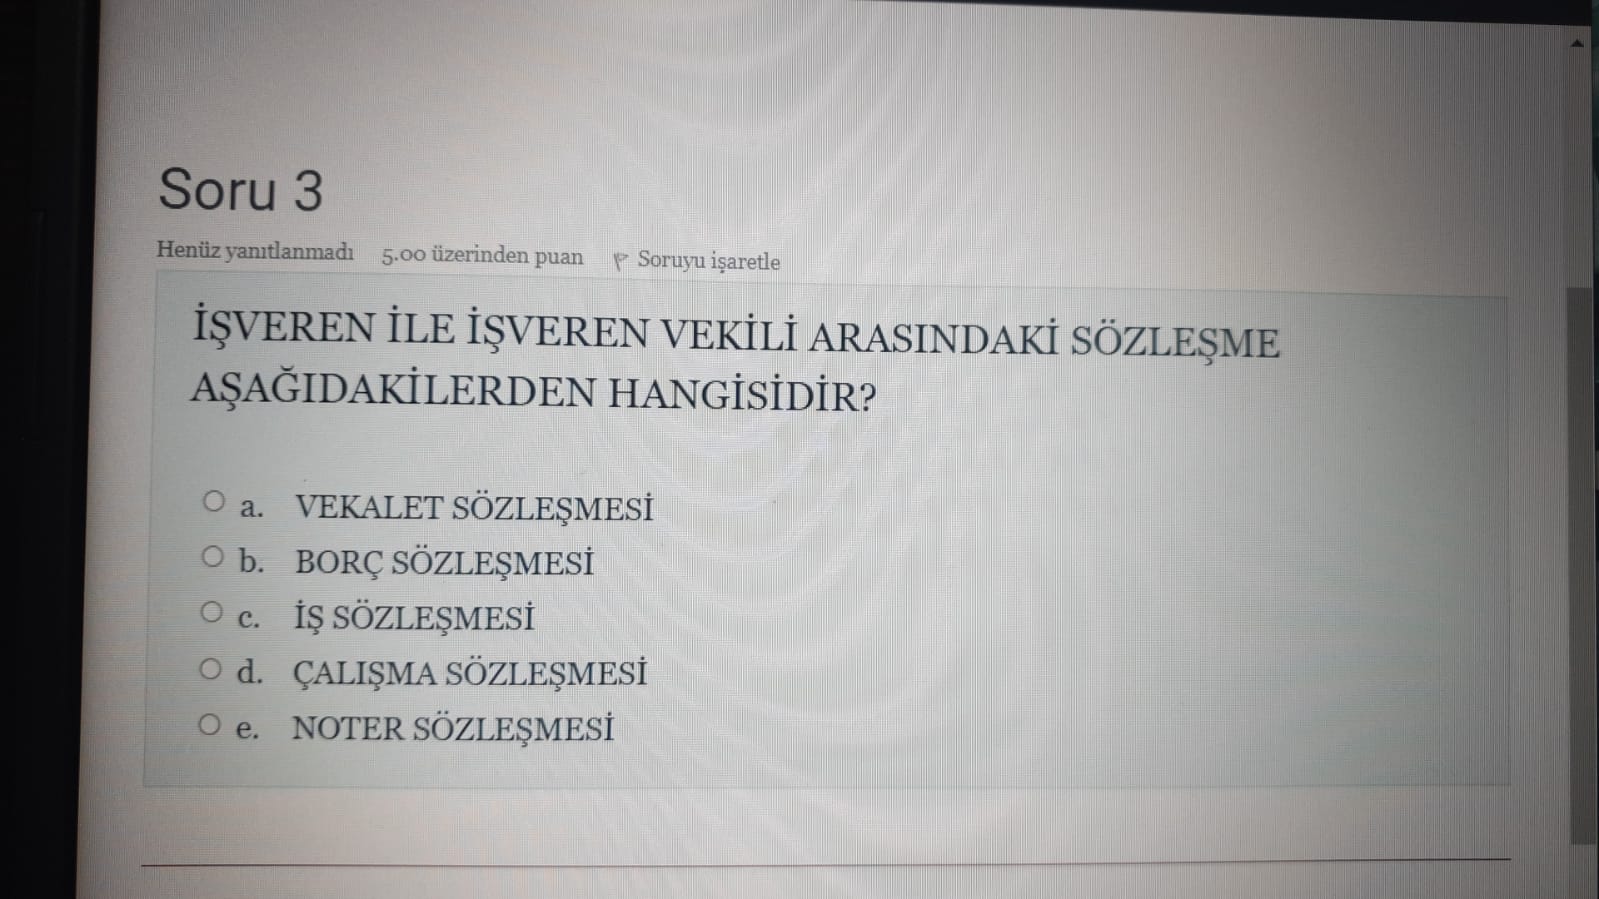 Soru 3
Henüz yanıtlanmadı 5.00 üzerinden puan Soruyu işaretle
İŞVEREN İLE İŞVEREN VEKİLİ ARASINDAKİ SÖZLEŞME
AŞAĞIDAKİLERDEN HANGİSİDİR?
a. VEKALET SÖZLEŞMESİ
b. BORÇ SÖZLEŞMESİ
c. İŞ SÖZLEŞMESİ
d. ÇALIŞMA SÖZLEŞMESİ
e. NOTER SÖZLEŞMESİ